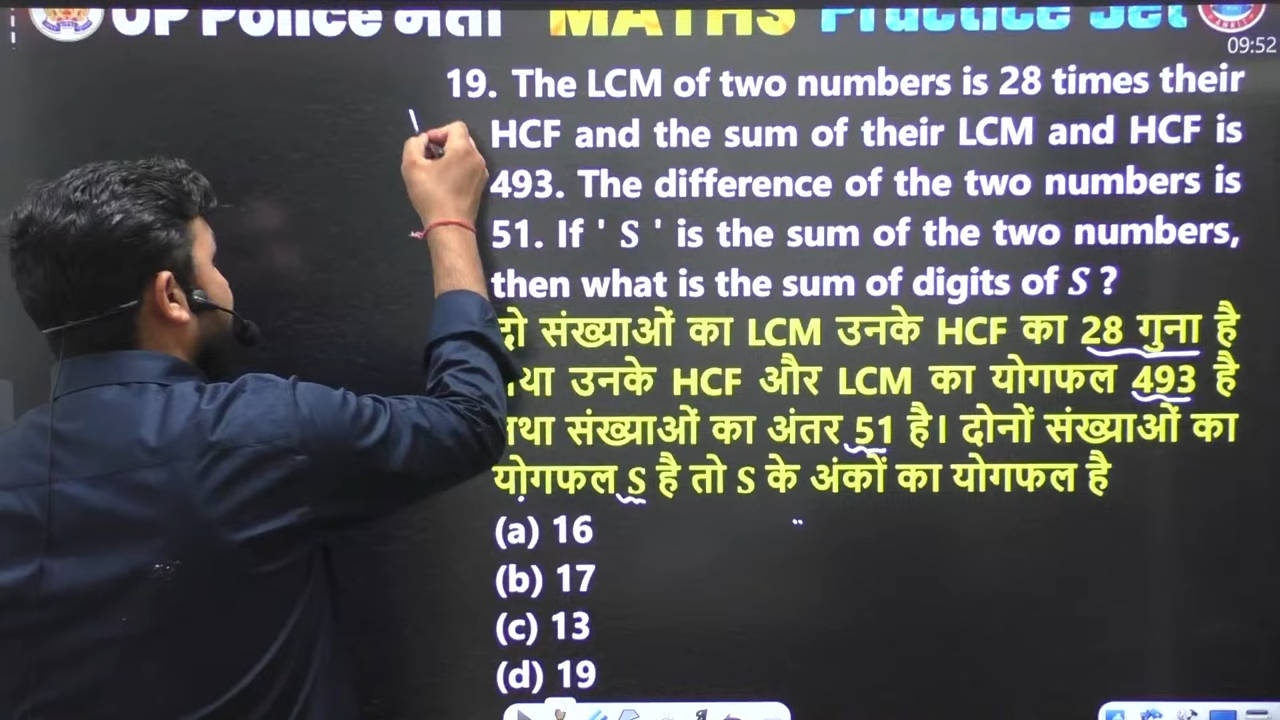 UP Police भर्ती MATHS Practice Set
09:52
19. The LCM of two numbers is 28 times their
HCF and the sum of their LCM and HCF is
493. The difference of the two numbers is
51. If ' S ' is the sum of the two numbers,
then what is the sum of digits of S ?
दो संख्याओं का LCM उनके HCF का 28 गुना है
तथा उनके HCF और LCM का योगफल 493 है
तथा संख्याओं का अंतर 51 है। दोनों संख्याओं का
योगफल S है तो S के अंकों का योगफल है
(a) 16
(b) 17
(c) 13
(d) 19